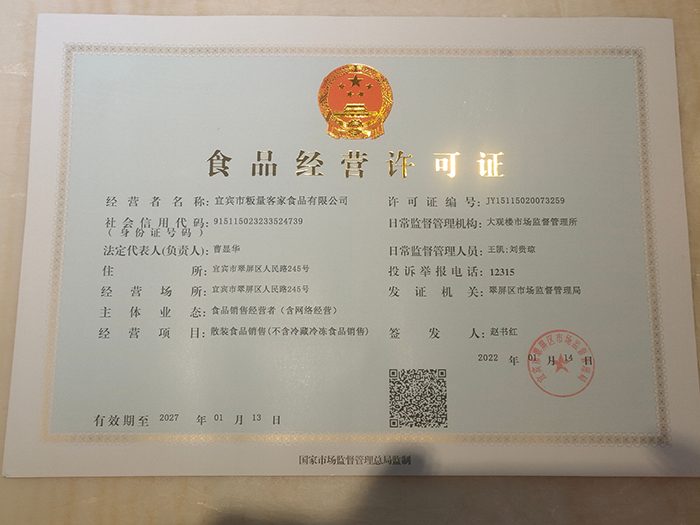 食品经营许可证
经营者名称：宜宾市粄量客家食品有限公司
许可证编号：JY15115020073259
社会信用代码：915115023233524739
（身份证号码）
日常监督管理机构：大观楼市场监督管理所
法定代表人(负责人)：曹显华
日常监督管理人员：王凯;刘贵琼
住所：宜宾市翠屏区人民路245号
投诉举报电话：12315
经营场所：宜宾市翠屏区人民路245号
发证机关：翠屏区市场监督管理局
主体业态：食品销售经营者（含网络经营）
经营项目：散装食品销售(不含冷藏冷冻食品销售)
签发人：赵书红
2022 年 01 月 14 日
有效期至 2027 年 01 月 13 日
国家市场监督管理总局监制